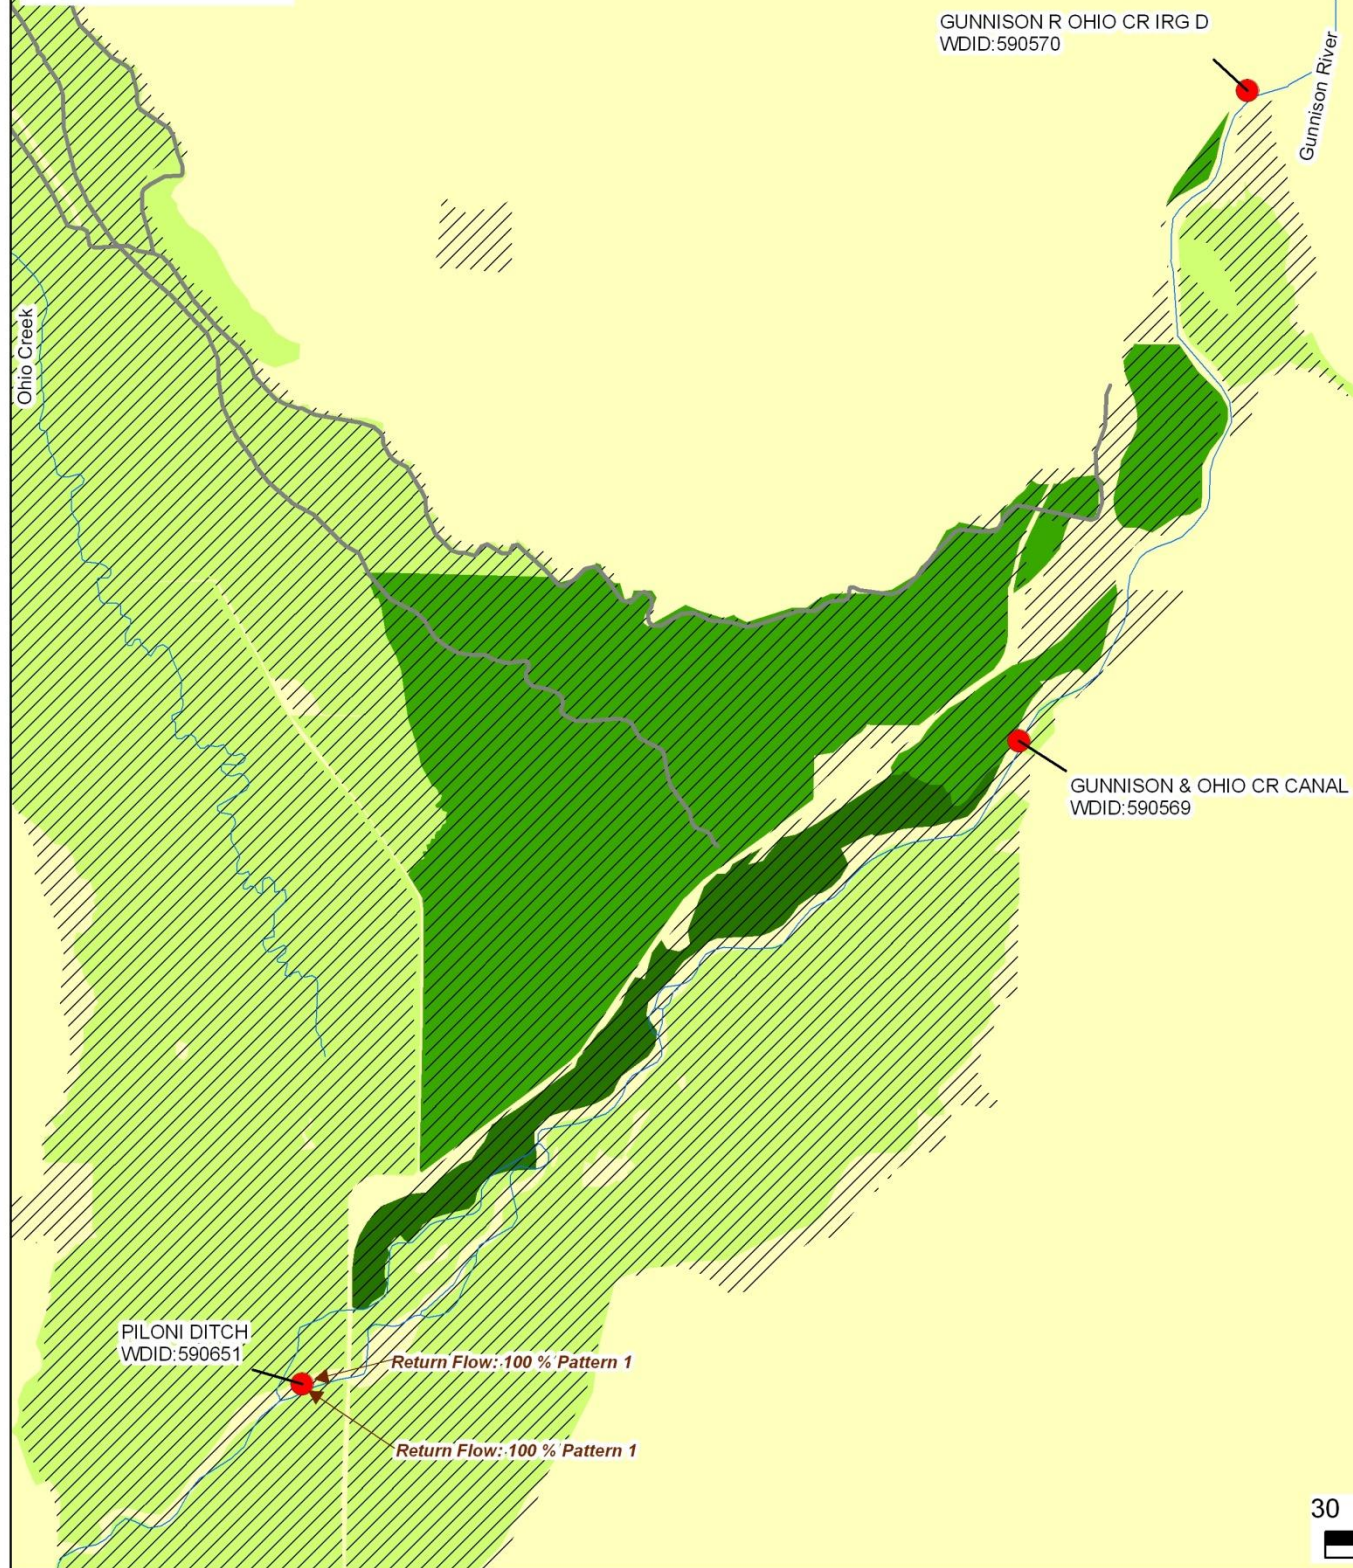 GUNNISON R OHIO CR IRG D
WDID:590570
Gunnison River
Ohio Creek
GUNNISON & OHIO CR CANAL
WDID:590569
PILONI DITCH
WDID:590651
Return Flow: 100 % Pattern 1
Return Flow: 100 % Pattern 1
30